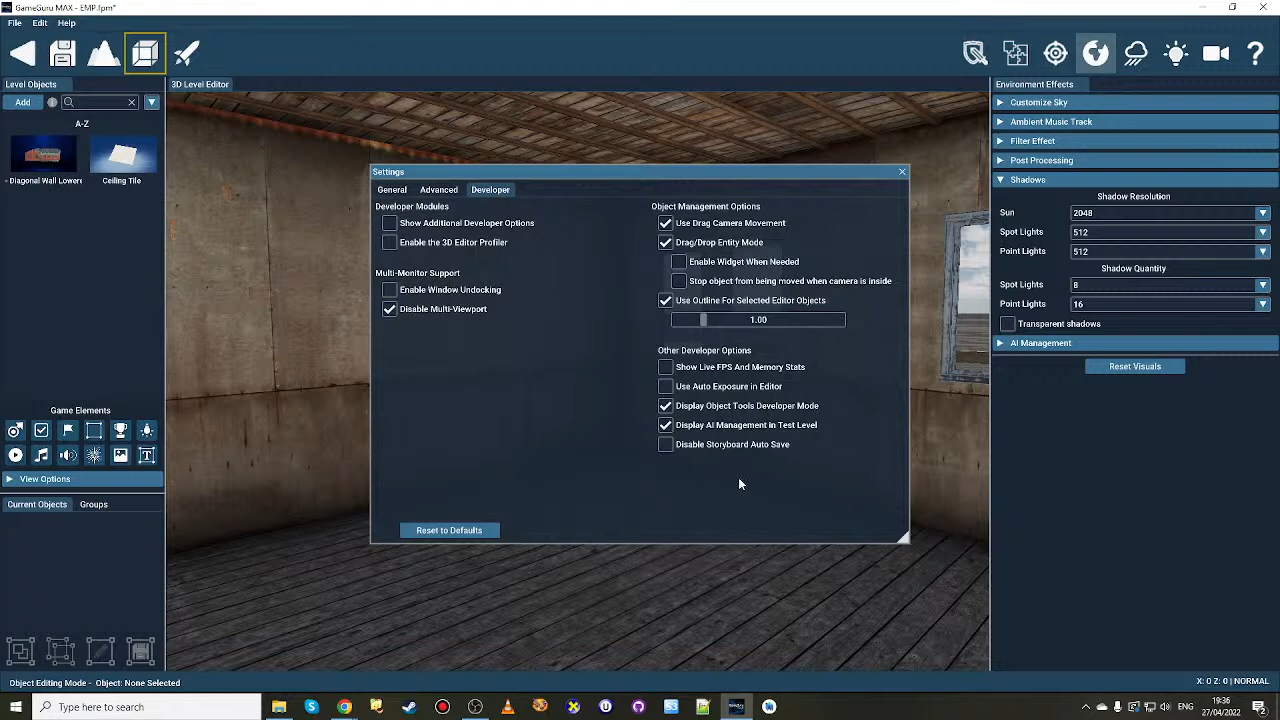 GameGuru MAX - EMP.fpm*
File Edit Help
Level Objects
3D Level Editor
Environment Effects
Add
A-Z
- Diagonal Wall Lowere
Ceiling Tile
Game Elements
View Options
Current Objects Groups
Settings
General Advanced Developer
Developer Modules
Show Additional Developer Options
Enable the 3D Editor Profiler
Multi-Monitor Support
Enable Window Undocking
Disable Multi-Viewport
Reset to Defaults
Object Management Options
Use Drag Camera Movement
Drag/Drop Entity Mode
Enable Widget When Needed
Stop object from being moved when camera is inside
Use Outline For Selected Editor Objects
1.00
Other Developer Options
Show Live FPS And Memory Stats
Use Auto Exposure in Editor
Display Object Tools Developer Mode
Display AI Management in Test Level
Disable Storyboard Auto Save
Customize Sky
Ambient Music Track
Filter Effect
Post Processing
Shadows
Shadow Resolution
Sun 2048
Spot Lights 512
Point Lights 512
Shadow Quantity
Spot Lights 8
Point Lights 16
Transparent shadows
AI Management
Reset Visuals
Object Editing Mode - Object: None Selected
X: 0 Z: 0 | NORMAL
Type here to search
19:36
27/04/2022